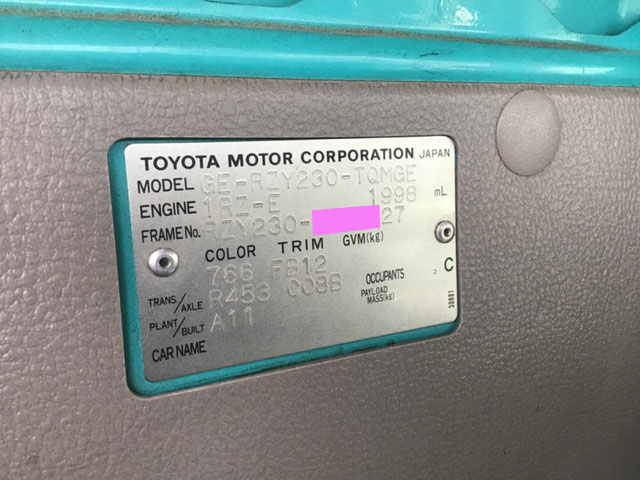 TOYOTA MOTOR CORPORATION JAPAN
MODEL GE-RZY230-TQMGE
ENGINE 1RZ-E 1998 mL
FRAME No. RZY230- 27
COLOR TRIM GVM(kg)
766 FB12
OCCUPANTS C
TRANS/AXLE R453 G08B PAYLOAD MASS(kg)
PLANT/BUILT A11
CAR NAME